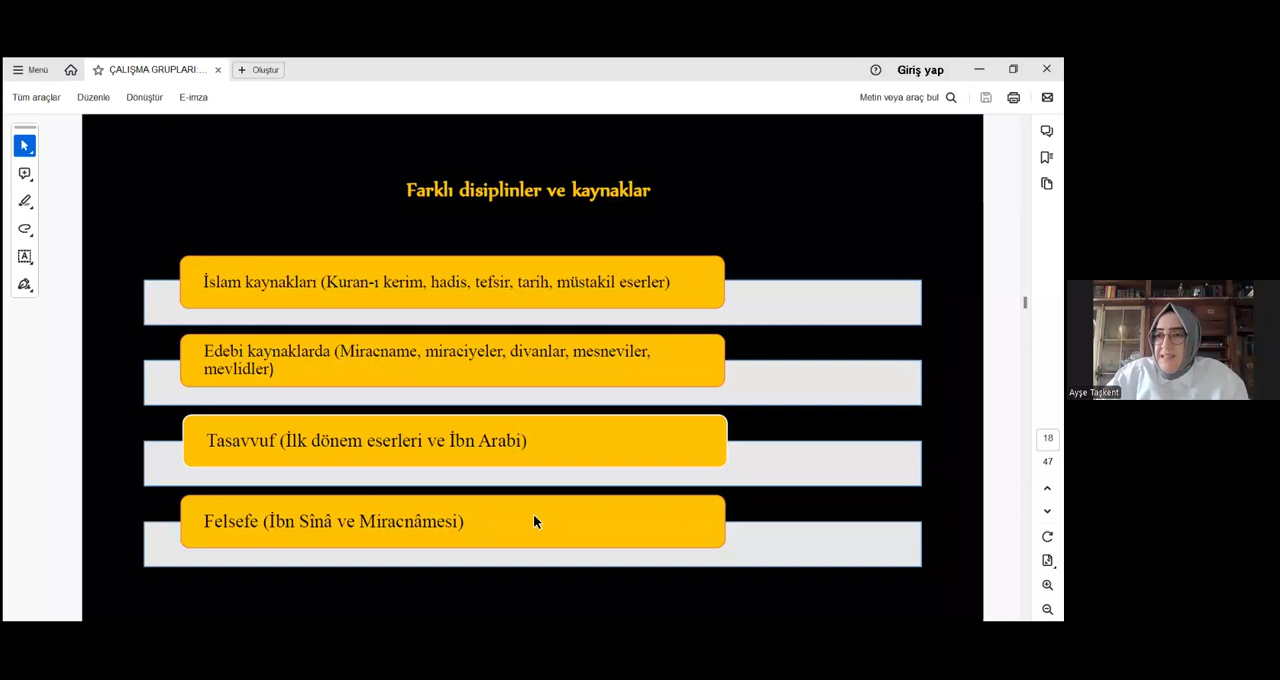 Menü
ÇALIŞMA GRUPLARI:...
Oluştur
Giriş yap
Tüm araçlar
Düzenle
Dönüştür
E-imza
Metin veya araç bul
Farklı disiplinler ve kaynaklar
İslam kaynakları (Kuran-ı kerim, hadis, tefsir, tarih, müstakil eserler)
Edebi kaynaklarda (Miracname, miraciyeler, divanlar, mesneviler,
mevlidler)
Tasavvuf (İlk dönem eserleri ve İbn Arabi)
Felsefe (İbn Sînâ ve Miracnâmesi)
Ayşe Taşkent
18
47